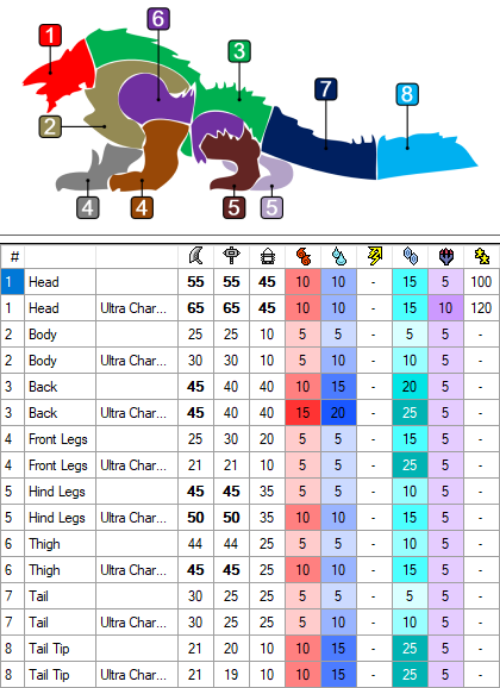 1
6
3
7
8
2
4
4
5
5
#
1 Head 55 55 45 10 10 - 15 5 100
1 Head Ultra Char... 65 65 45 10 10 - 15 10 120
2 Body 25 25 10 5 5 - 5 5 -
2 Body Ultra Char... 30 30 10 5 10 - 10 5 -
3 Back 45 40 40 10 15 - 20 5 -
3 Back Ultra Char... 45 40 40 15 20 - 25 5 -
4 Front Legs 25 30 20 5 5 - 15 5 -
4 Front Legs Ultra Char... 21 21 10 5 5 - 25 5 -
5 Hind Legs 45 45 35 5 5 - 10 5 -
5 Hind Legs Ultra Char... 50 50 35 10 10 - 15 5 -
6 Thigh 44 44 25 5 5 - 10 5 -
6 Thigh Ultra Char... 45 45 25 10 10 - 15 5 -
7 Tail 30 25 25 5 5 - 5 5 -
7 Tail Ultra Char... 30 25 25 5 10 - 10 5 -
8 Tail Tip 21 20 10 10 15 - 25 5 -
8 Tail Tip Ultra Char... 21 19 10 10 15 - 25 5 -